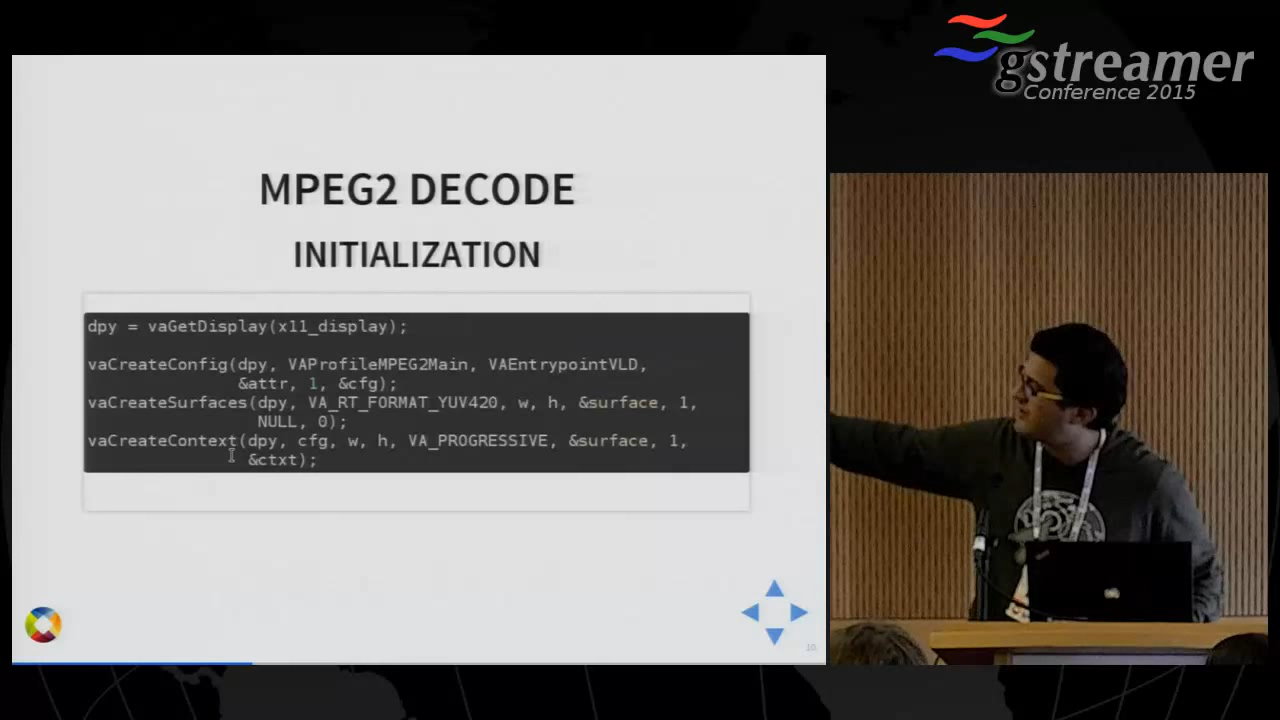 gstreamer
Conference 2015
MPEG2 DECODE
INITIALIZATION
dpy = vaGetDisplay(x11_display);
vaCreateConfig(dpy, VAProfileMPEG2Main, VAEntrypointVLD,
&attr, 1, &cfg);
vaCreateSurfaces(dpy, VA_RT_FORMAT_YUV420, w, h, &surface, 1,
NULL, 0);
vaCreateContext(dpy, cfg, w, h, VA_PROGRESSIVE, &surface, 1,
&ctxt);
10